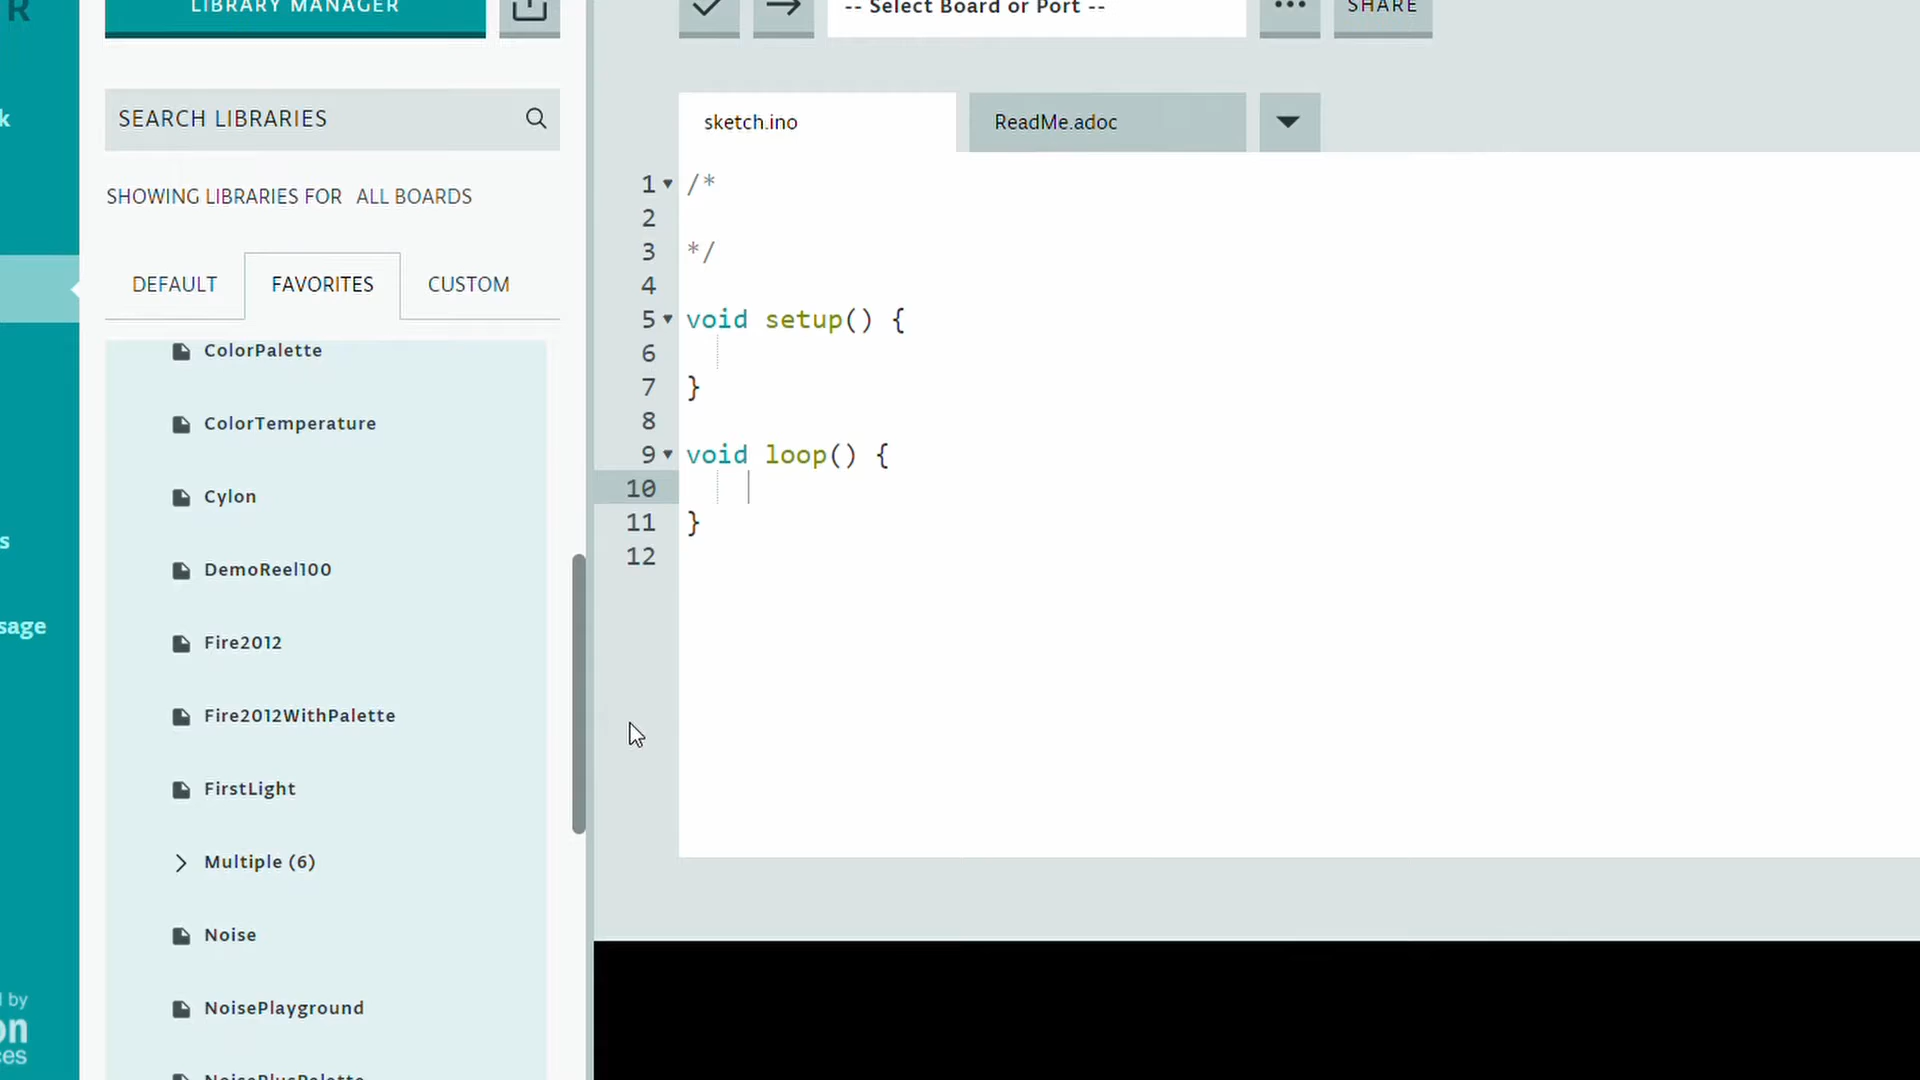 R
LIBRARY MANAGER
-- Select Board or Port --
SHARE
k
SEARCH LIBRARIES
sketch.ino
ReadMe.adoc
SHOWING LIBRARIES FOR ALL BOARDS
DEFAULT
FAVORITES
CUSTOM
ColorPalette
ColorTemperature
Cylon
DemoReel100
Fire2012
Fire2012WithPalette
FirstLight
Multiple (6)
Noise
NoisePlayground
NoisePlusPalette
s
sage
by
on
ces
1 /*
2
3 */
4
5 void setup() {
6
7 }
8
9 void loop() {
10
11 }
12